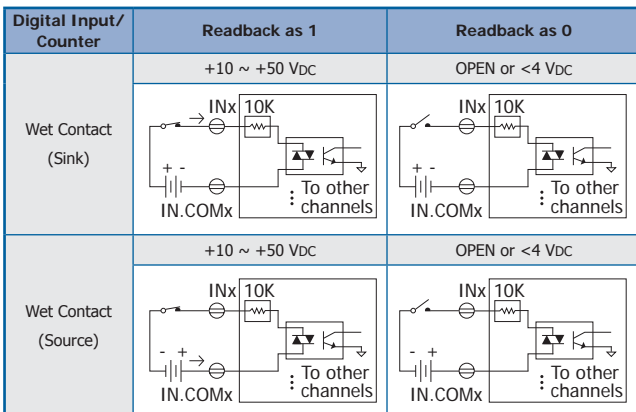 Digital Input/
Counter
Readback as 1
Readback as 0
Wet Contact
(Sink)
+10 ~ +50 VDC
OPEN or <4 VDC
INx 10K
+ -
IN.COMx
To other
channels
INx 10K
+ -
IN.COMx
To other
channels
Wet Contact
(Source)
+10 ~ +50 VDC
OPEN or <4 VDC
INx 10K
- +
IN.COMx
To other
channels
INx 10K
- +
IN.COMx
To other
channels